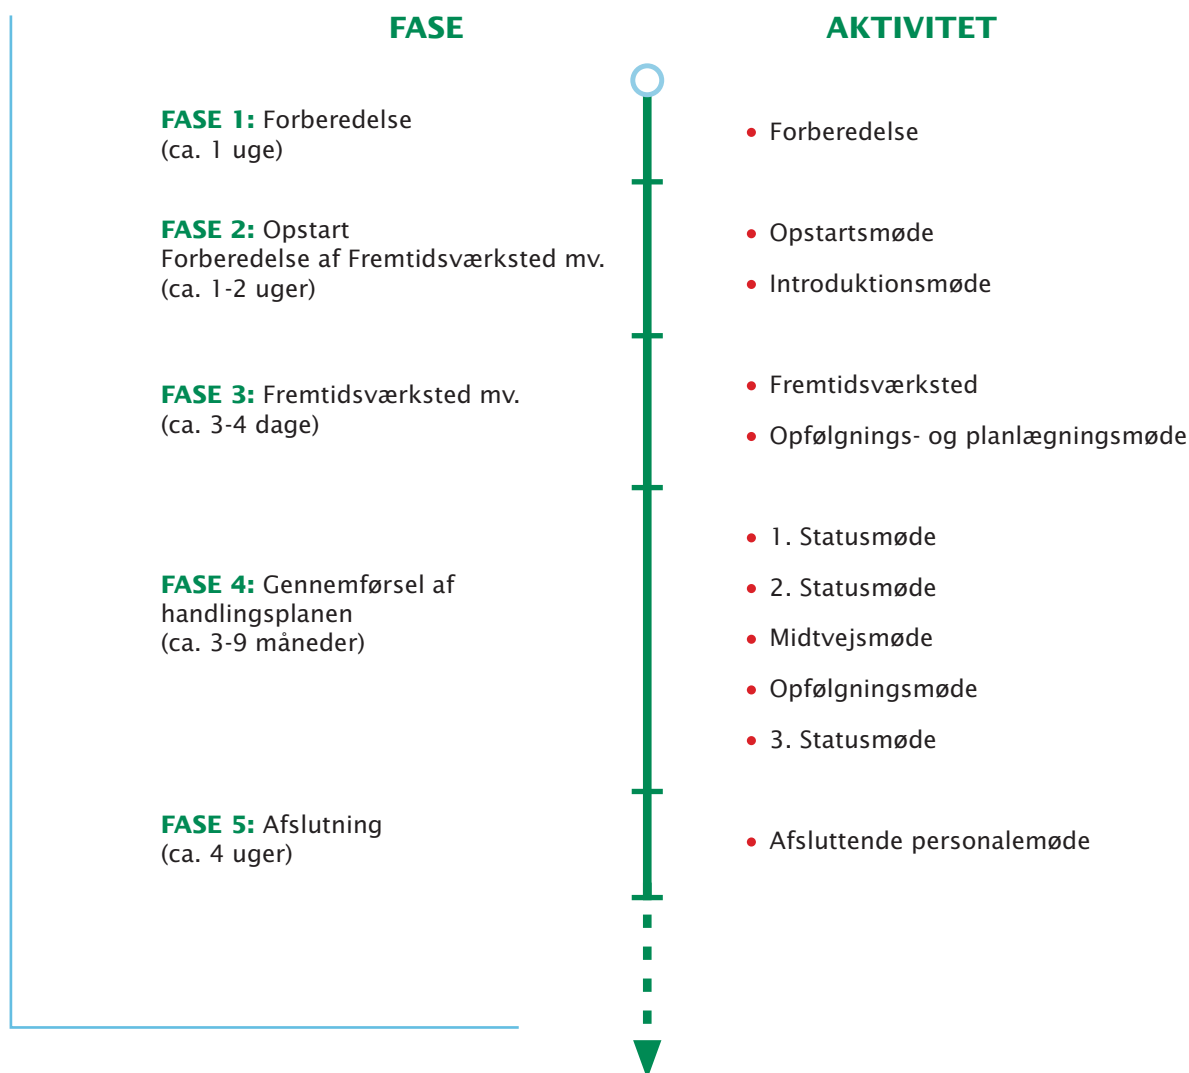 FASE
AKTIVITET
FASE 1: Forberedelse
(ca. 1 uge)
• Forberedelse
FASE 2: Opstart
Forberedelse af Fremtidsværksted mv.
(ca. 1-2 uger)
• Opstartsmøde
• Introduktionsmøde
FASE 3: Fremtidsværksted mv.
(ca. 3-4 dage)
• Fremtidsværksted
• Opfølgnings- og planlægningsmøde
FASE 4: Gennemførsel af
handlingsplanen
(ca. 3-9 måneder)
• 1. Statusmøde
• 2. Statusmøde
• Midtvejsmøde
• Opfølgningsmøde
• 3. Statusmøde
FASE 5: Afslutning
(ca. 4 uger)
• Afsluttende personalemøde